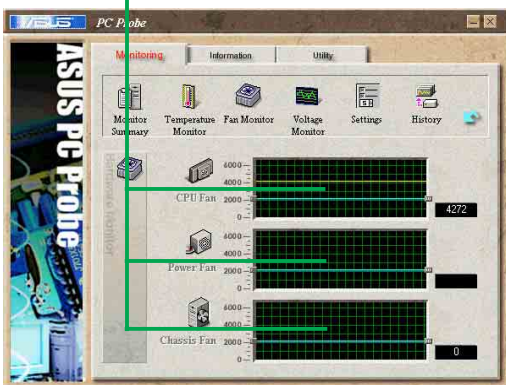 ASUS PC Probe
ASUS PC Probe
Monitoring Information Utility
Monitor Summary
Temperature Monitor
Fan Monitor
Voltage Monitor
Settings
History
Hardware Monitor
6000
4000
2000
0
CPU Fan
4272
6000
4000
2000
0
Power Fan
6000
4000
2000
0
Chassis Fan
0